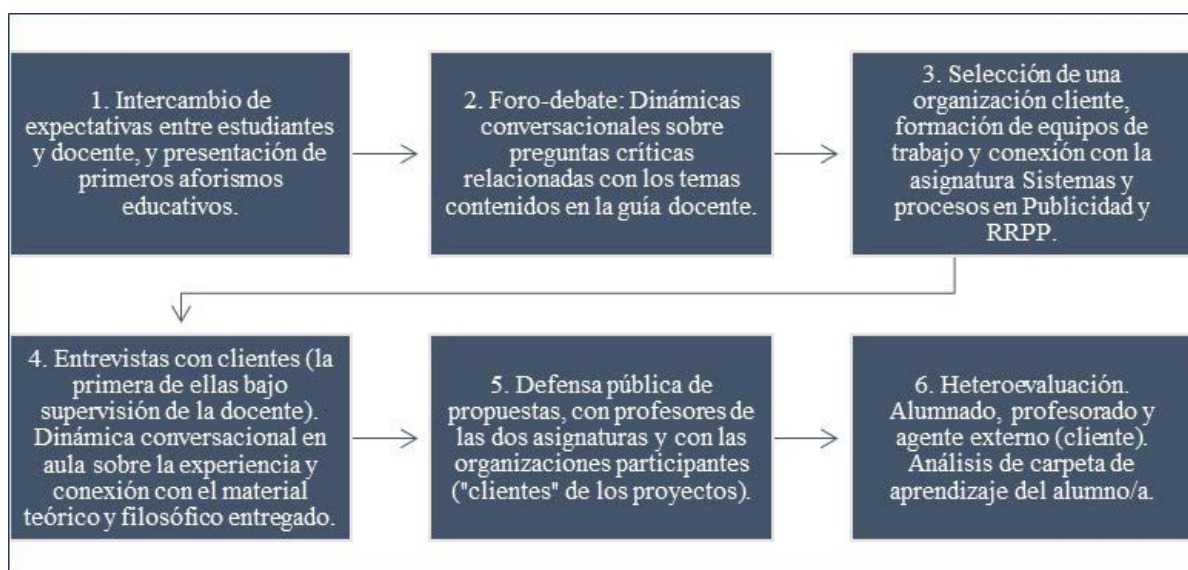 1. Intercambio de
expectativas entre estudiantes
y docente, y presentación de
primeros aforismos
educativos.
2. Foro-debate: Dinámicas
conversacionales sobre
preguntas críticas
relacionadas con los temas
contenidos en la guía docente.
3. Selección de una
organización cliente,
formación de equipos de
trabajo y conexión con la
asignatura Sistemas y
procesos en Publicidad y
RRPP.
4. Entrevistas con clientes (la
primera de ellas bajo
supervisión de la docente).
Dinámica conversacional en
aula sobre la experiencia y
conexión con el material
teórico y filosófico entregado.
5. Defensa pública de
propuestas, con profesores de
las dos asignaturas y con las
organizaciones participantes
("clientes" de los proyectos).
6. Heteroevaluación.
Alumnado, profesorado y
agente externo (cliente).
Análisis de carpeta de
aprendizaje del alumno/a.